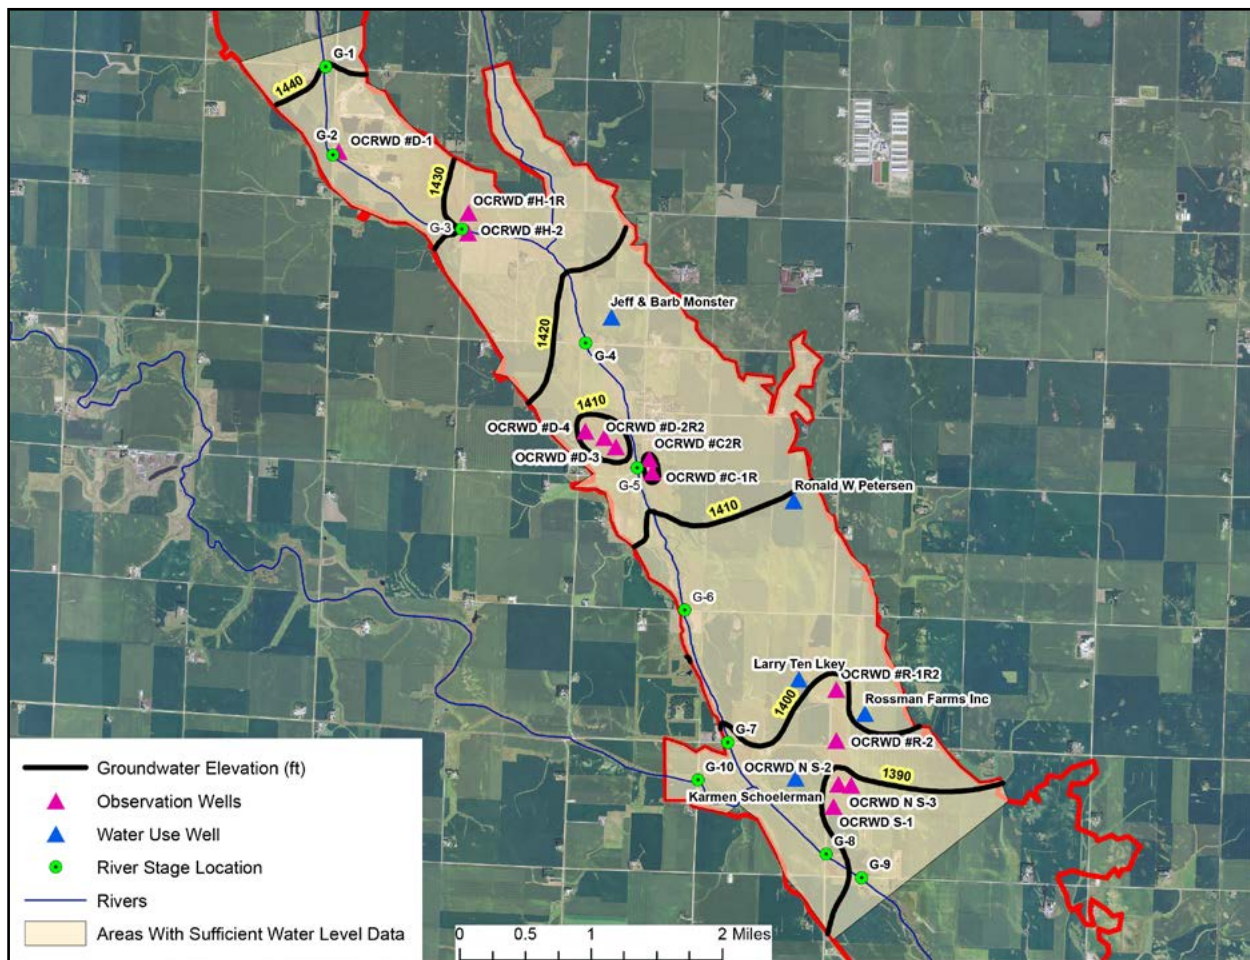 G-1
1440
G-2
OCRWD #D-1
1430
OCRWD #H-1R
G-3
OCRWD #H-2
Jeff & Barb Monster
1420
G-4
1410
OCRWD #D-4
OCRWD #D-2R2
OCRWD #D-3
OCRWD #C2R
G-5
OCRWD #C-1R
Ronald W Petersen
1410
G-6
Larry Ten Lkey
OCRWD #R-1R2
1400
Rossman Farms Inc
G-7
OCRWD #R-2
G-10
OCRWD N S-2
1390
Karmen Schoelerman
OCRWD N S-3
OCRWD S-1
G-8
G-9
Groundwater Elevation (ft)
Observation Wells
Water Use Well
River Stage Location
Rivers
Areas With Sufficient Water Level Data
0 0.5 1 2 Miles